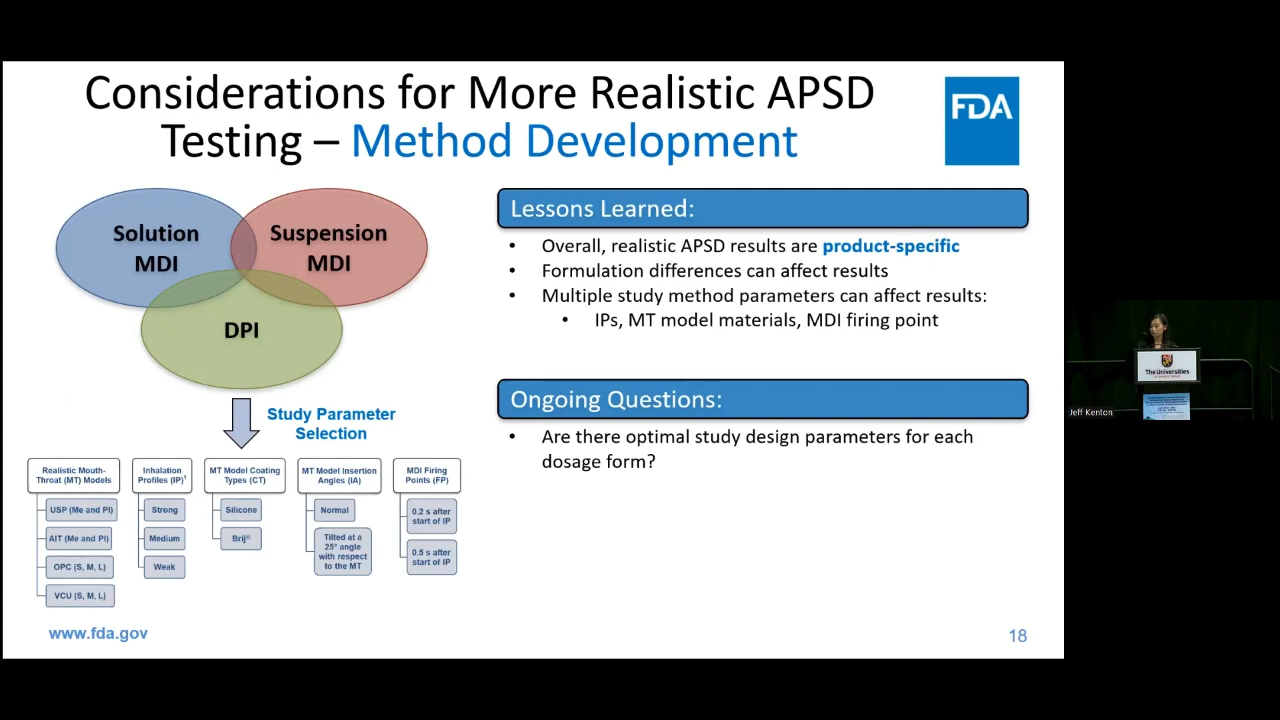 Considerations for More Realistic APSD
Testing – Method Development
FDA
Solution
MDI
Suspension
MDI
DPI
Study Parameter
Selection
Realistic Mouth-
Throat (MT) Models
USP (Me and Pl)
AIT (Me and Pl)
OPC (S, M, L)
VCU (S, M, L)
Inhalation
Profiles (IP)¹
Strong
Medium
Weak
MT Model Coating
Types (CT)
Silicone
Brij®
MT Model Insertion
Angles (IA)
Normal
Tilted at a
25° angle
with respect
to the MT
MDI Firing
Points (FP)
0.2 s after
start of IP
0.5 s after
start of IP
Lessons Learned:
• Overall, realistic APSD results are product-specific
• Formulation differences can affect results
• Multiple study method parameters can affect results:
• IPs, MT model materials, MDI firing point
Ongoing Questions:
• Are there optimal study design parameters for each
dosage form?
www.fda.gov
18
The Universities
Jeff Kenton